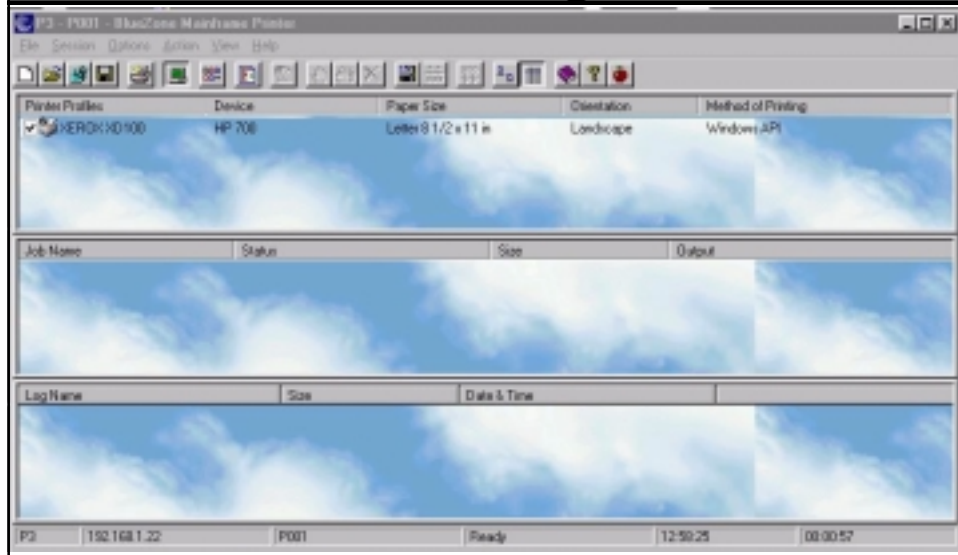 P3 - P001 - BlueZone Mainframe Printer
File Session Options Action View Help
Printer Profiles Device Paper Size Orientation Method of Printing
XEROX XD100 HP 700 Letter 8 1/2 x 11 in Landscape Windows API
Job Name Status Size Output
Log Name Size Date & Time
P3 192.168.1.22 P001 Ready 12:59:25 00:00:57